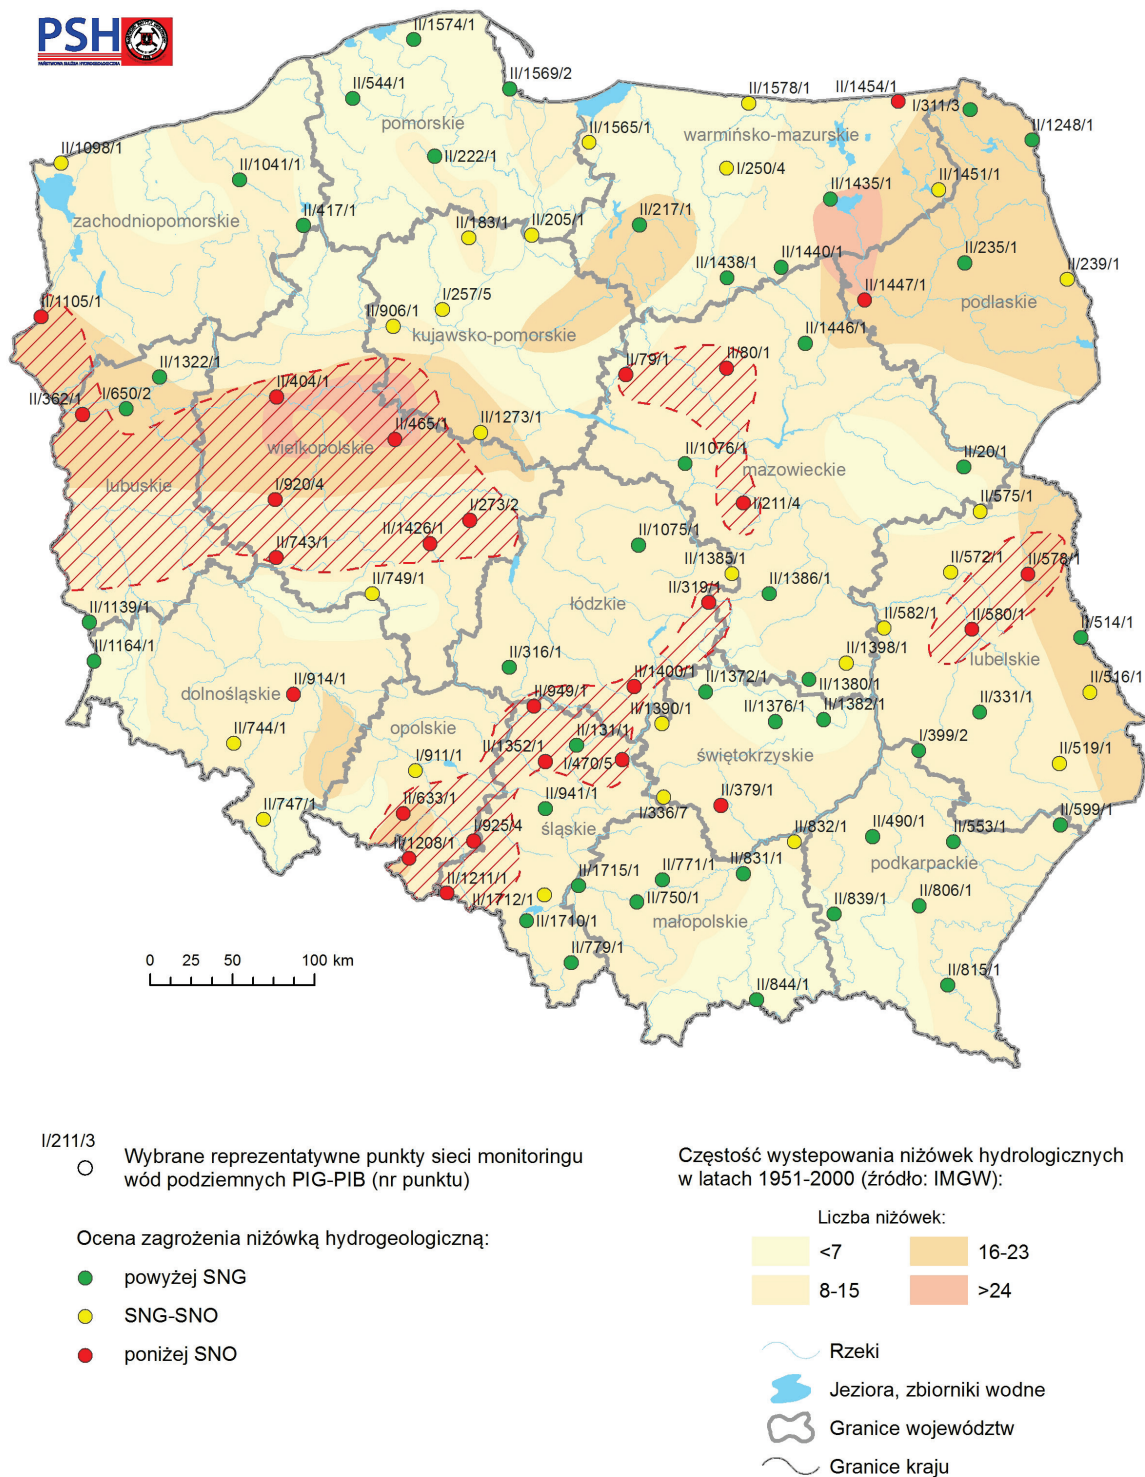 PSH
PAŃSTWOWA SŁUŻBA HYDROGEOLOGICZNA
II/1574/1
II/1569/2
II/544/1
pomorskie
II/1578/1
II/1454/1
I/311/3
II/1248/1
II/1565/1
warmińsko-mazurskie
II/1098/1
II/1041/1
II/222/1
I/250/4
II/1435/1
II/1451/1
zachodniopomorskie
II/417/1
II/183/1
II/205/1
II/217/1
II/1438/1
II/1440/1
II/235/1
II/239/1
II/1105/1
II/906/1
I/257/5
kujawsko-pomorskie
II/1447/1
podlaskie
II/1446/1
II/1322/1
II/79/1
II/80/1
II/362/1
I/650/2
II/404/1
II/465/1
II/1273/1
wielkopolskie
II/1076/1
mazowieckie
II/20/1
lubuskie
I/920/4
I/273/2
I/211/4
II/575/1
II/743/1
II/1426/1
II/1075/1
II/1385/1
II/572/1
II/578/1
II/749/1
łódzkie
II/319/1
II/1386/1
II/582/1
II/580/1
II/1139/1
II/514/1
II/1164/1
II/316/1
II/1398/1
lubelskie
II/914/1
dolnośląskie
II/949/1
II/1400/1
II/1372/1
II/1380/1
II/516/1
II/744/1
opolskie
II/1390/1
II/1376/1
II/1382/1
II/331/1
II/131/1
II/1352/1
I/470/5
świętokrzyskie
I/399/2
II/519/1
I/911/1
II/747/1
II/633/1
II/941/1
śląskie
I/336/7
II/379/1
II/599/1
I/925/4
II/832/1
II/490/1
II/553/1
II/1208/1
podkarpackie
II/1211/1
II/1715/1
II/771/1
II/831/1
II/1712/1
II/750/1
II/839/1
II/806/1
II/1710/1
małopolskie
II/779/1
II/844/1
II/815/1
0 25 50 100 km
I/211/3
Wybrane reprezentatywne punkty sieci monitoringu
wód podziemnych PIG-PIB (nr punktu)
Ocena zagrożenia niżówką hydrogeologiczną:
powyżej SNG
SNG-SNO
poniżej SNO
Częstość wystepowania niżówek hydrologicznych
w latach 1951-2000 (źródło: IMGW):
Liczba niżówek:
<7
16-23
8-15
>24
Rzeki
Jeziora, zbiorniki wodne
Granice województw
Granice kraju